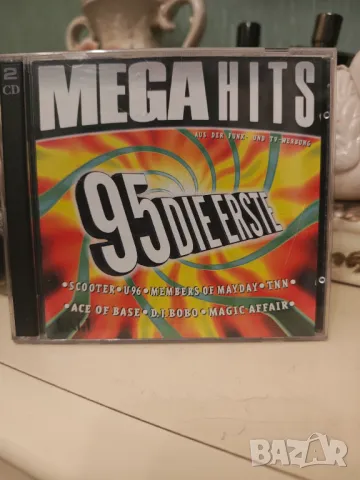 2
CD
MEGA HITS
AUS DER FUNK- UND TV-WERBUNG
95 DIE ERSTE
•SCOOTER•U96•MEMBERS OF MAYDAY•TNN•
•ACE OF BASE•DJ BOBO•MAGIC AFFAIR•
BAZAR